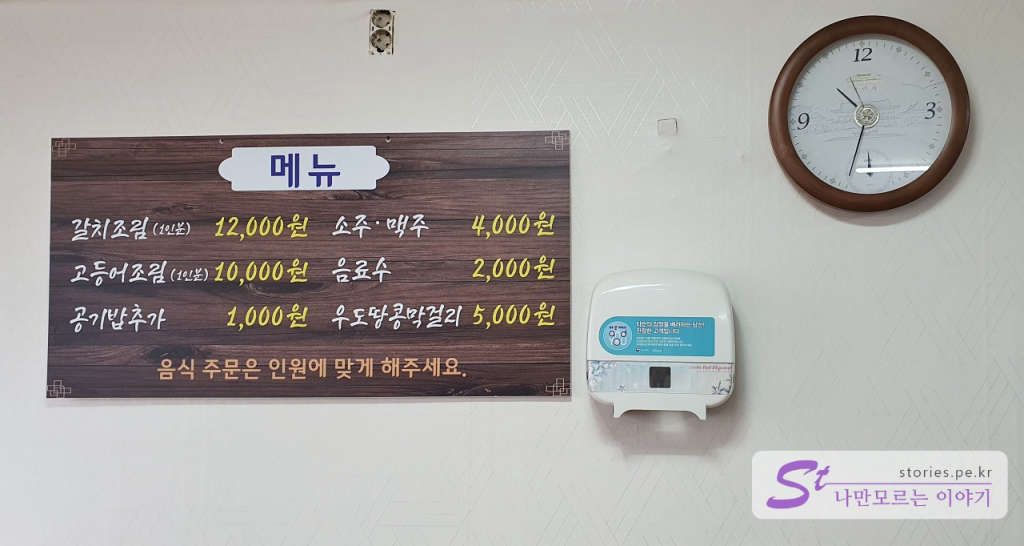 메뉴
갈치조림 (1인분) 12,000원 소주·맥주 4,000원
고등어조림 (1인분) 10,000원 음료수 2,000원
공기밥추가 1,000원 우도땅콩막걸리 5,000원
음식 주문은 인원에 맞게 해주세요.
12
3
9
St stories.pe.kr
나만모르는 이야기